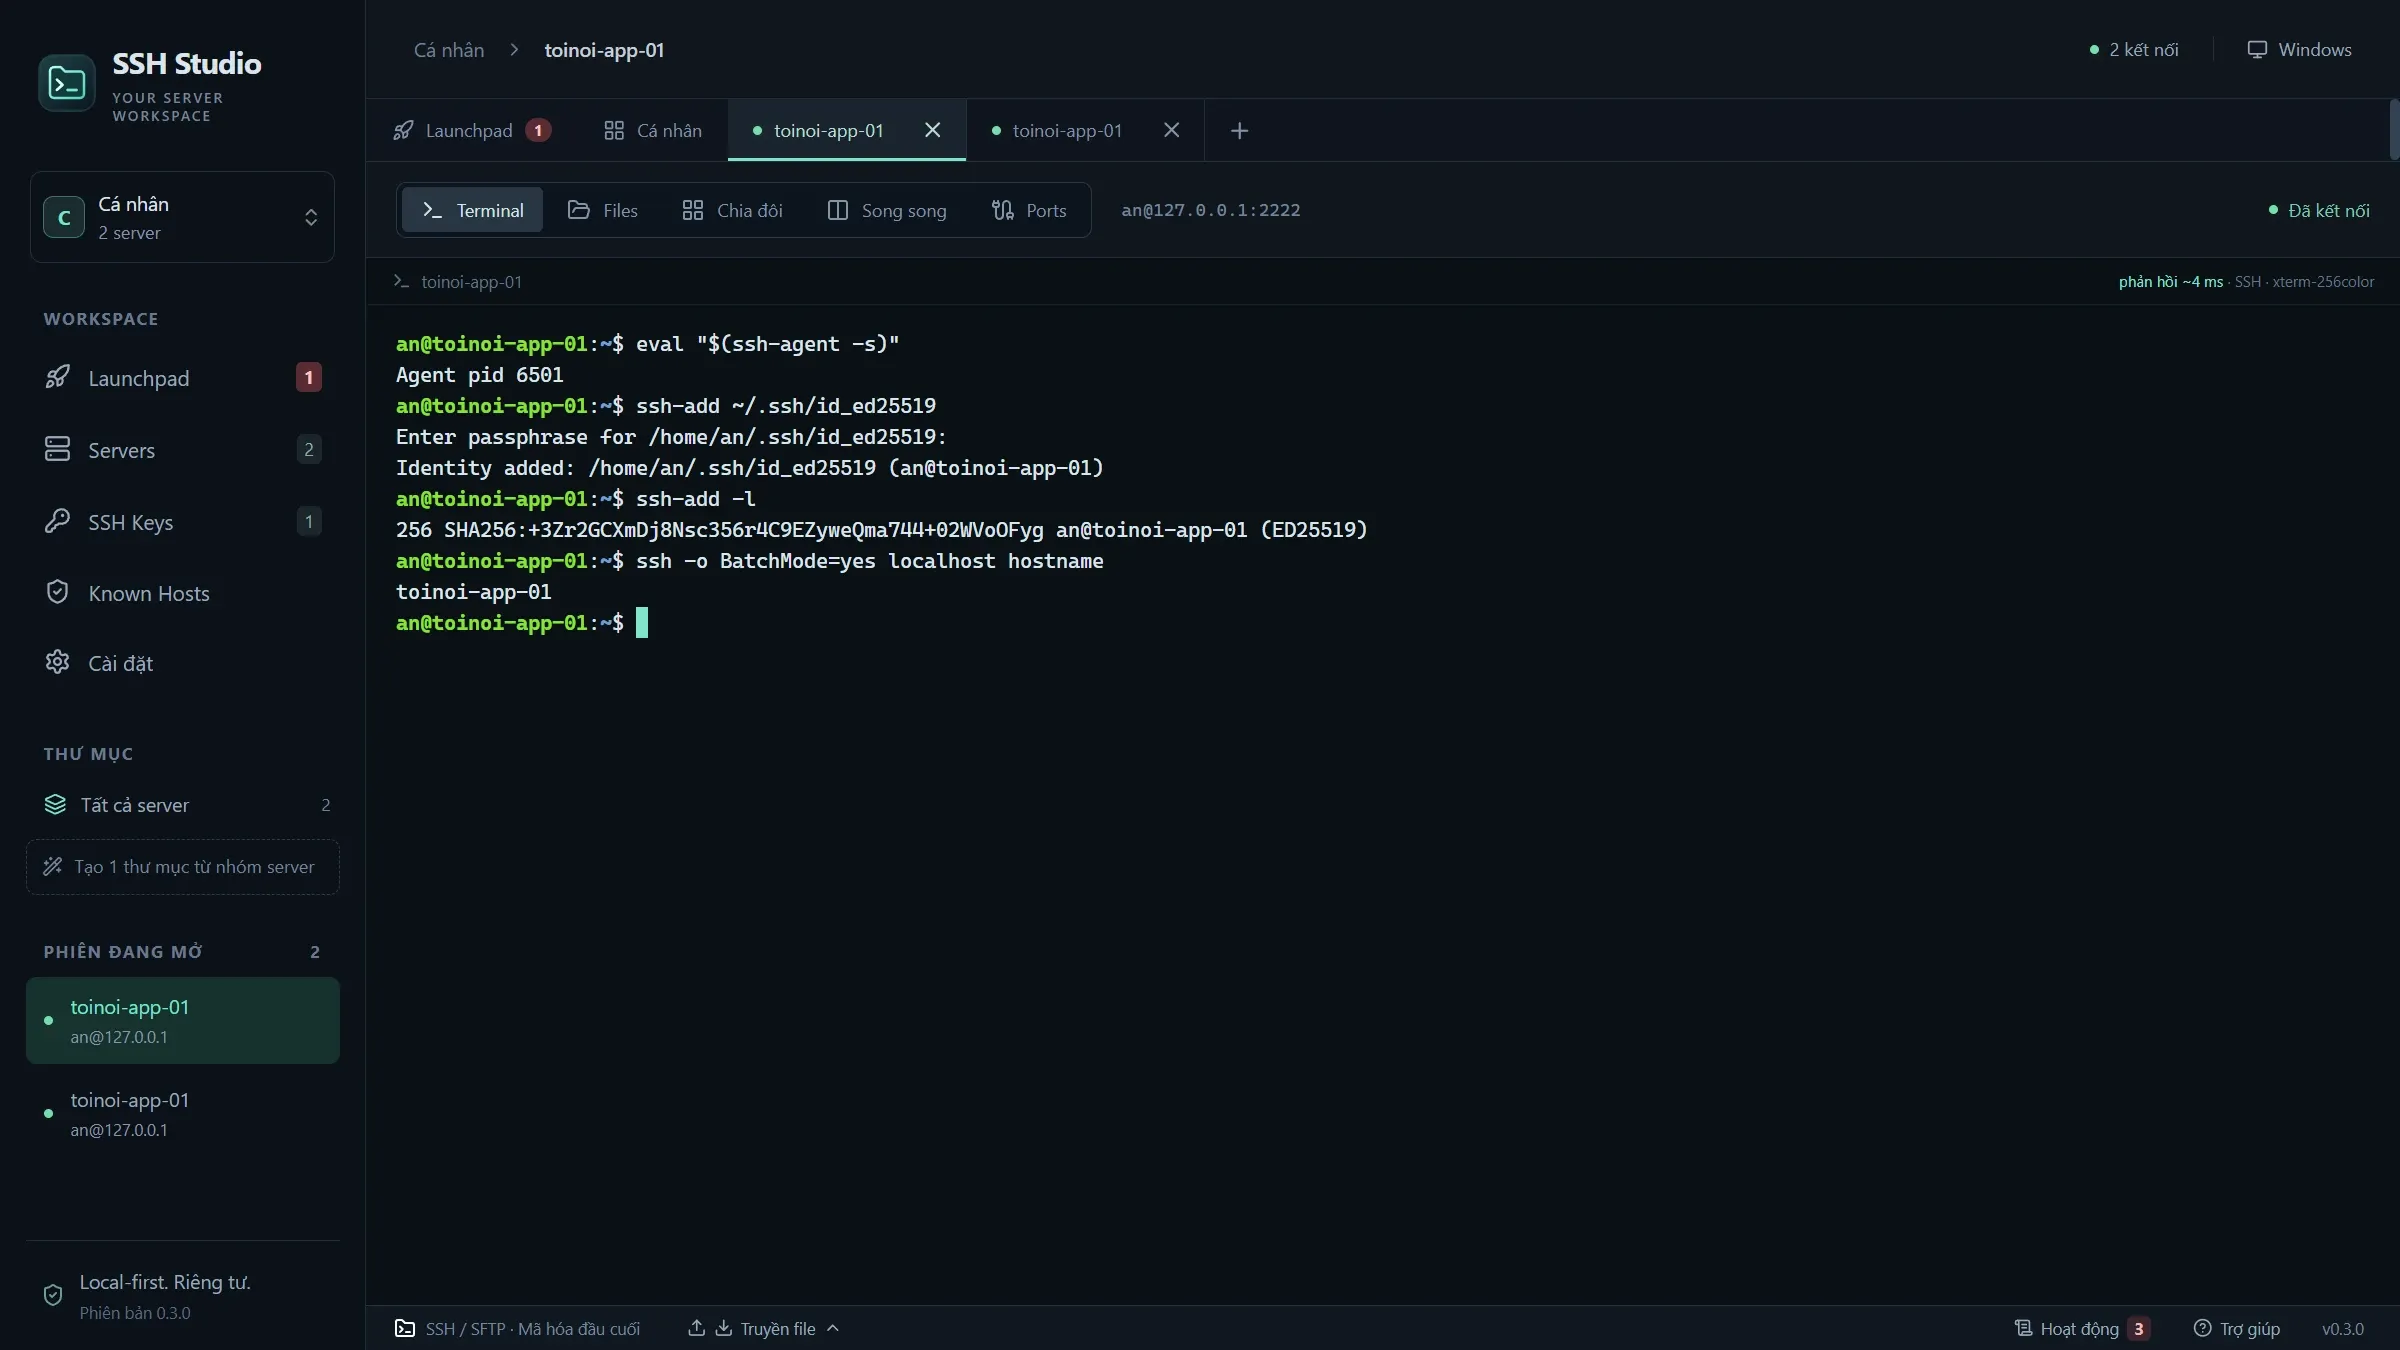 SSH Studio
YOUR SERVER
WORKSPACE
C
Cá nhân
2 server
WORKSPACE
Launchpad 1
Servers 2
SSH Keys 1
Known Hosts
Cài đặt
THƯ MỤC
Tất cả server 2
Tạo 1 thư mục từ nhóm server
PHIÊN ĐANG MỞ 2
toinoi-app-01
an@127.0.0.1
toinoi-app-01
an@127.0.0.1
Local-first. Riêng tư.
Phiên bản 0.3.0
Cá nhân > toinoi-app-01
2 kết nối
Windows
Launchpad 1
Cá nhân
toinoi-app-01
toinoi-app-01
Terminal
Files
Chia đôi
Song song
Ports
an@127.0.0.1:2222
Đã kết nối
toinoi-app-01
phản hồi ~4 ms · SSH · xterm-256color
an@toinoi-app-01:~$ eval "$(ssh-agent -s)"
Agent pid 6501
an@toinoi-app-01:~$ ssh-add ~/.ssh/id_ed25519
Enter passphrase for /home/an/.ssh/id_ed25519:
Identity added: /home/an/.ssh/id_ed25519 (an@toinoi-app-01)
an@toinoi-app-01:~$ ssh-add -l
256 SHA256:+3Zr2GCXmDj8Nsc356r4C9EZyweQma744+02WVoOFyg an@toinoi-app-01 (ED25519)
an@toinoi-app-01:~$ ssh -o BatchMode=yes localhost hostname
toinoi-app-01
an@toinoi-app-01:~$
SSH / SFTP · Mã hóa đầu cuối
Truyền file
Hoạt động 3
Trợ giúp
v0.3.0